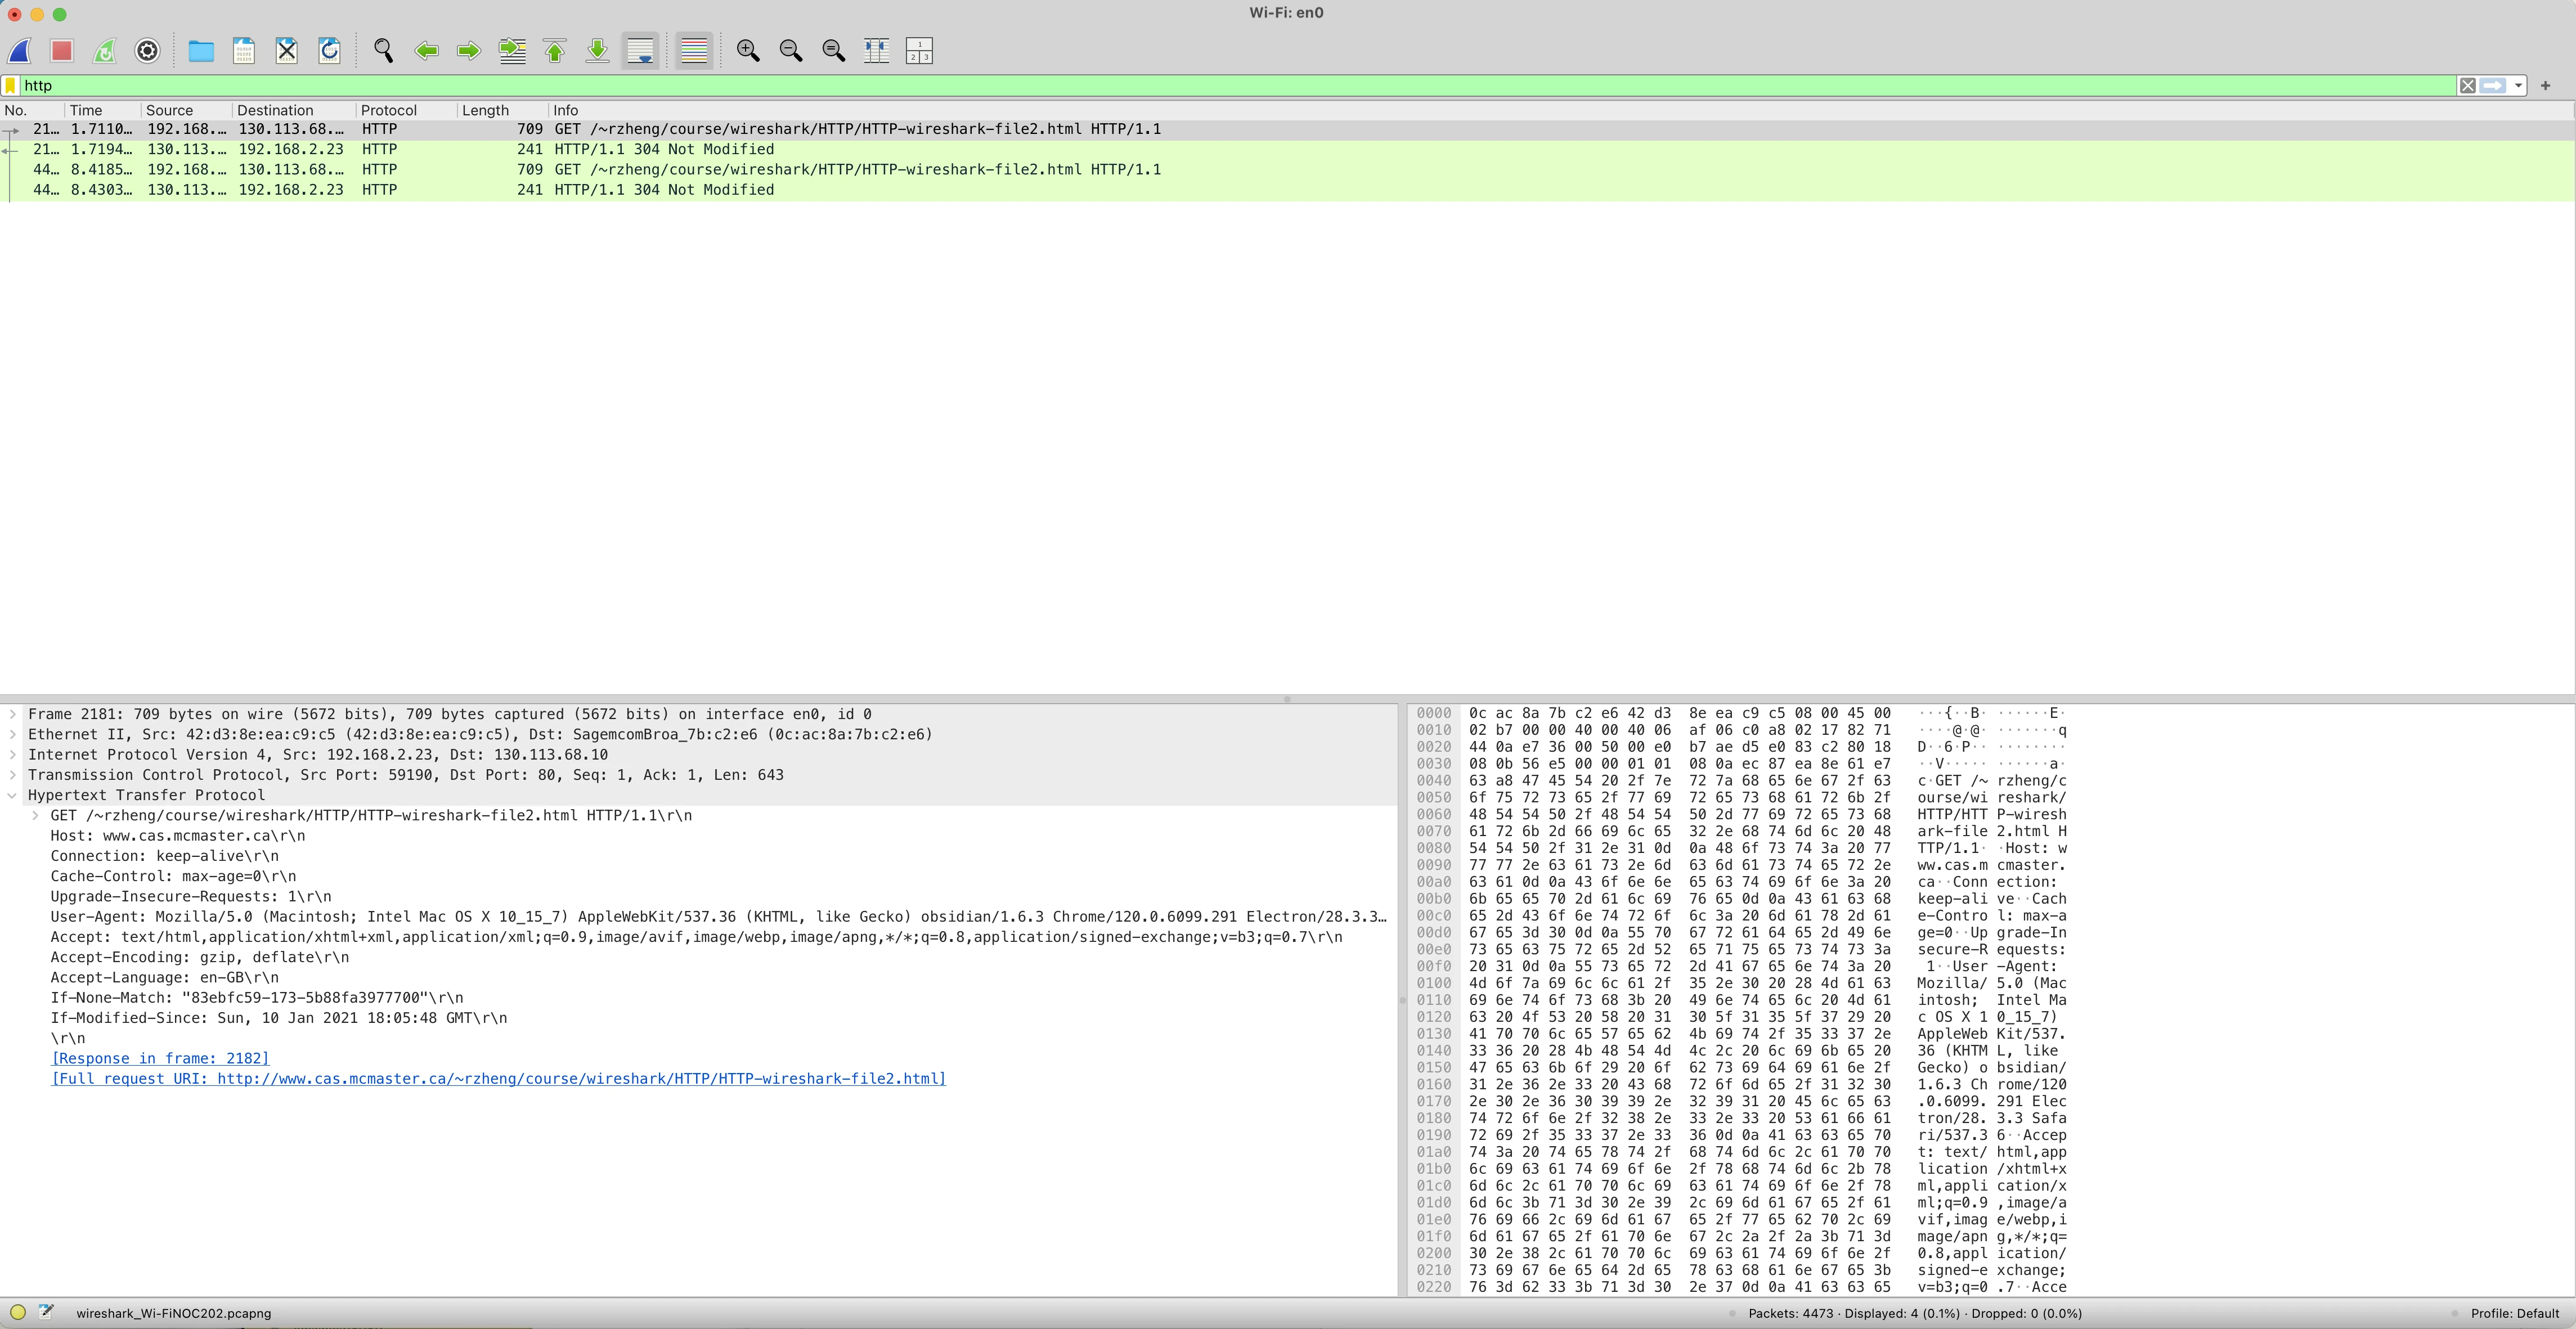 Wi-Fi: en0
http
No. Time Source Destination Protocol Length Info
21… 1.7110… 192.168.… 130.113.68.… HTTP 709 GET /~rzheng/course/wireshark/HTTP/HTTP-wireshark-file2.html HTTP/1.1
21… 1.7194… 130.113.… 192.168.2.23 HTTP 241 HTTP/1.1 304 Not Modified
44… 8.4185… 192.168.… 130.113.68.… HTTP 709 GET /~rzheng/course/wireshark/HTTP/HTTP-wireshark-file2.html HTTP/1.1
44… 8.4303… 130.113.… 192.168.2.23 HTTP 241 HTTP/1.1 304 Not Modified
Frame 2181: 709 bytes on wire (5672 bits), 709 bytes captured (5672 bits) on interface en0, id 0
Ethernet II, Src: 42:d3:8e:ea:c9:c5 (42:d3:8e:ea:c9:c5), Dst: SagemcomBroa_7b:c2:e6 (0c:ac:8a:7b:c2:e6)
Internet Protocol Version 4, Src: 192.168.2.23, Dst: 130.113.68.10
Transmission Control Protocol, Src Port: 59190, Dst Port: 80, Seq: 1, Ack: 1, Len: 643
Hypertext Transfer Protocol
GET /~rzheng/course/wireshark/HTTP/HTTP-wireshark-file2.html HTTP/1.1\r\n
Host: www.cas.mcmaster.ca\r\n
Connection: keep-alive\r\n
Cache-Control: max-age=0\r\n
Upgrade-Insecure-Requests: 1\r\n
User-Agent: Mozilla/5.0 (Macintosh; Intel Mac OS X 10_15_7) AppleWebKit/537.36 (KHTML, like Gecko) obsidian/1.6.3 Chrome/120.0.6099.291 Electron/28.3.3…
Accept: text/html,application/xhtml+xml,application/xml;q=0.9,image/avif,image/webp,image/apng,*/*;q=0.8,application/signed-exchange;v=b3;q=0.7\r\n
Accept-Encoding: gzip, deflate\r\n
Accept-Language: en-GB\r\n
If-None-Match: "83ebfc59-173-5b88fa3977700"\r\n
If-Modified-Since: Sun, 10 Jan 2021 18:05:48 GMT\r\n
\r\n
[Response in frame: 2182]
[Full request URI: http://www.cas.mcmaster.ca/~rzheng/course/wireshark/HTTP/HTTP-wireshark-file2.html]
0000 0c ac 8a 7b c2 e6 42 d3 8e ea c9 c5 08 00 45 00 ···{··B· ······E·
0010 02 b7 00 00 40 00 40 06 af 06 c0 a8 02 17 82 71 ····@·@· ·······q
0020 44 0a e7 36 00 50 00 e0 b7 ae d5 e0 83 c2 80 18 D··6·P·· ········
0030 08 0b 56 e5 00 00 01 01 08 0a ec 87 ea 8e 61 e7 ··V····· ······a·
0040 63 a8 47 45 54 20 2f 7e 72 7a 68 65 6e 67 2f 63 c·GET /~ rzheng/c
0050 6f 75 72 73 65 2f 77 69 72 65 73 68 61 72 6b 2f ourse/wi reshark/
0060 48 54 54 50 2f 48 54 54 50 2d 77 69 72 65 73 68 HTTP/HTT P-wiresh
0070 61 72 6b 2d 66 69 6c 65 32 2e 68 74 6d 6c 20 48 ark-file 2.html H
0080 54 54 50 2f 31 2e 31 0d 0a 48 6f 73 74 3a 20 77 TTP/1.1· ·Host: w
0090 77 77 2e 63 61 73 2e 6d 63 6d 61 73 74 65 72 2e ww.cas.m cmaster.
00a0 63 61 0d 0a 43 6f 6e 6e 65 63 74 69 6f 6e 3a 20 ca··Conn ection:
00b0 6b 65 65 70 2d 61 6c 69 76 65 0d 0a 43 61 63 68 keep-ali ve··Cach
00c0 65 2d 43 6f 6e 74 72 6f 6c 3a 20 6d 61 78 2d 61 e-Contro l: max-a
00d0 67 65 3d 30 0d 0a 55 70 67 72 61 64 65 2d 49 6e ge=0··Up grade-In
00e0 73 65 63 75 72 65 2d 52 65 71 75 65 73 74 73 3a secure-R equests:
00f0 20 31 0d 0a 55 73 65 72 2d 41 67 65 6e 74 3a 20 1··User -Agent:
0100 4d 6f 7a 69 6c 6c 61 2f 35 2e 30 20 28 4d 61 63 Mozilla/ 5.0 (Mac
0110 69 6e 74 6f 73 68 3b 20 49 6e 74 65 6c 20 4d 61 intosh; Intel Ma
0120 63 20 4f 53 20 58 20 31 30 5f 31 35 5f 37 29 20 c OS X 1 0_15_7)
0130 41 70 70 6c 65 57 65 62 4b 69 74 2f 35 33 37 2e AppleWeb Kit/537.
0140 33 36 20 28 4b 48 54 4d 4c 2c 20 6c 69 6b 65 20 36 (KHTM L, like
0150 47 65 63 6b 6f 29 20 6f 62 73 69 64 69 61 6e 2f Gecko) o bsidian/
0160 31 2e 36 2e 33 20 43 68 72 6f 6d 65 2f 31 32 30 1.6.3 Ch rome/120
0170 2e 30 2e 36 30 39 39 2e 32 39 31 20 45 6c 65 63 .0.6099. 291 Elec
0180 74 72 6f 6e 2f 32 38 2e 33 2e 33 20 53 61 66 61 tron/28. 3.3 Safa
0190 72 69 2f 35 33 37 2e 33 36 0d 0a 41 63 63 65 70 ri/537.3 6··Accep
01a0 74 3a 20 74 65 78 74 2f 68 74 6d 6c 2c 61 70 70 t: text/ html,app
01b0 6c 69 63 61 74 69 6f 6e 2f 78 68 74 6d 6c 2b 78 lication /xhtml+x
01c0 6d 6c 2c 61 70 70 6c 69 63 61 74 69 6f 6e 2f 78 ml,appli cation/x
01d0 6d 6c 3b 71 3d 30 2e 39 2c 69 6d 61 67 65 2f 61 ml;q=0.9 ,image/a
01e0 76 69 66 2c 69 6d 61 67 65 2f 77 65 62 70 2c 69 vif,imag e/webp,i
01f0 6d 61 67 65 2f 61 70 6e 67 2c 2a 2f 2a 3b 71 3d mage/apn g,*/*;q=
0200 30 2e 38 2c 61 70 70 6c 69 63 61 74 69 6f 6e 2f 0.8,appl ication/
0210 73 69 67 6e 65 64 2d 65 78 63 68 61 6e 67 65 3b signed-e xchange;
0220 76 3d 62 33 3b 71 3d 30 2e 37 0d 0a 41 63 63 65 v=b3;q=0 .7··Acce
wireshark_Wi-FiNOC202.pcapng
Packets: 4473 · Displayed: 4 (0.1%) · Dropped: 0 (0.0%)
Profile: Default